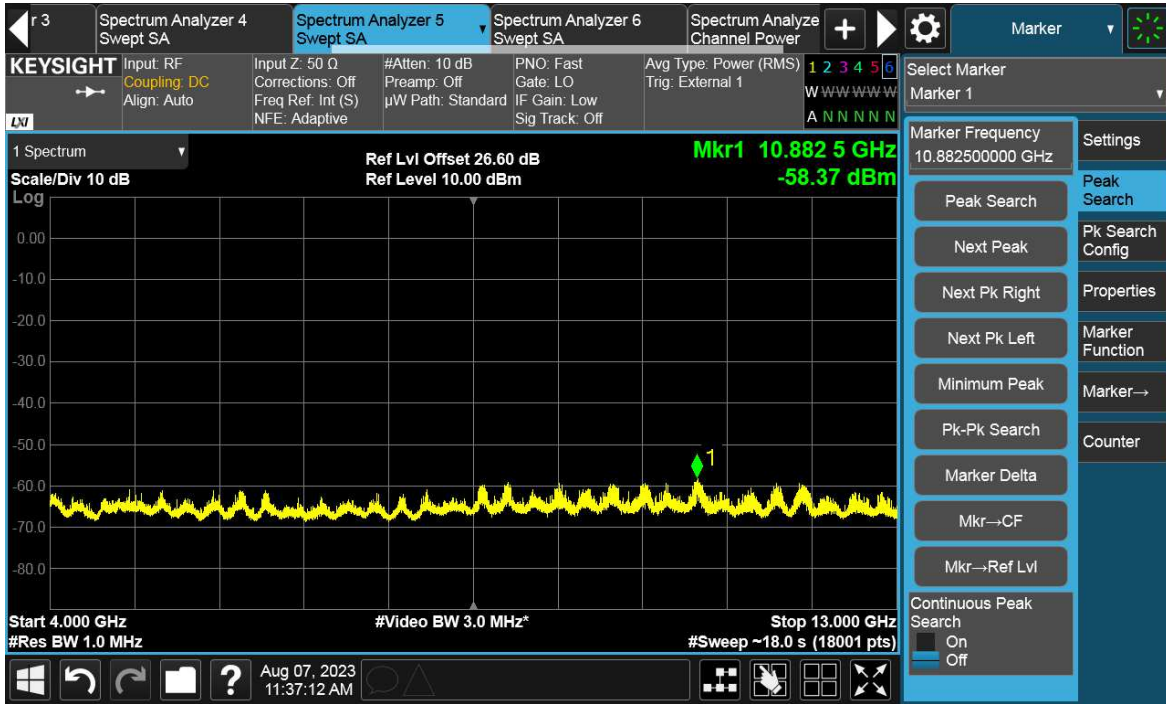 r 3
Spectrum Analyzer 4
Swept SA
Spectrum Analyzer 5
Swept SA
Spectrum Analyzer 6
Swept SA
Spectrum Analyze
Channel Power
+
Marker
KEYSIGHT
LXI
Input: RF
Coupling: DC
Align: Auto
Input Z: 50 Ω
Corrections: Off
Freq Ref: Int (S)
NFE: Adaptive
#Atten: 10 dB
Preamp: Off
µW Path: Standard
PNO: Fast
Gate: LO
IF Gain: Low
Sig Track: Off
Avg Type: Power (RMS)
Trig: External 1
1 2 3 4 5 6
W W W W W W
A N N N N N
Select Marker
Marker 1
1 Spectrum
Scale/Div 10 dB
Log
Ref Lvl Offset 26.60 dB
Ref Level 10.00 dBm
Mkr1 10.882 5 GHz
-58.37 dBm
0.00
-10.0
-20.0
-30.0
-40.0
-50.0
-60.0
-70.0
-80.0
1
Start 4.000 GHz
#Res BW 1.0 MHz
#Video BW 3.0 MHz*
Stop 13.000 GHz
#Sweep ~18.0 s (18001 pts)
Marker Frequency
10.882500000 GHz
Peak Search
Next Peak
Next Pk Right
Next Pk Left
Minimum Peak
Pk-Pk Search
Marker Delta
Mkr→CF
Mkr→Ref Lvl
Continuous Peak
Search
On
Off
Settings
Peak
Search
Pk Search
Config
Properties
Marker
Function
Marker→
Counter
?
Aug 07, 2023
11:37:12 AM